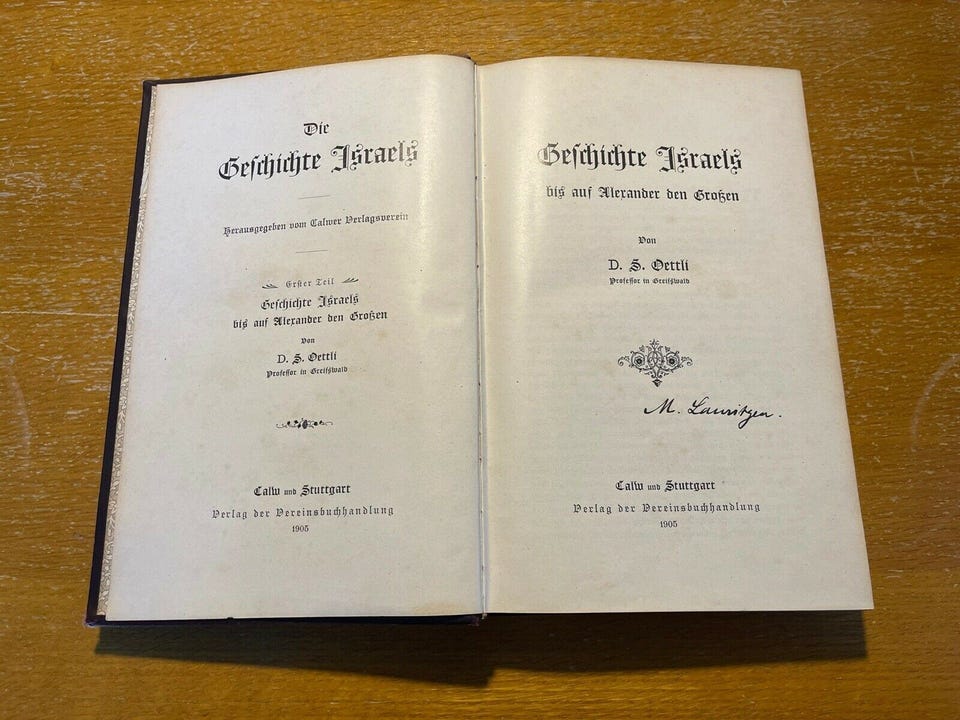 Die
Geschichte Israels
Herausgegeben vom Calwer Verlagsverein
Erster Teil
Geschichte Israels
bis auf Alexander den Großen
Von
D. S. Oettli
Professor in Greifswald
Calw und Stuttgart
Verlag der Vereinsbuchhandlung
1905
Geschichte Israels
bis auf Alexander den Großen
Von
D. S. Oettli
Professor in Greifswald
M. Lauritzen.
Calw und Stuttgart
Verlag der Vereinsbuchhandlung
1905